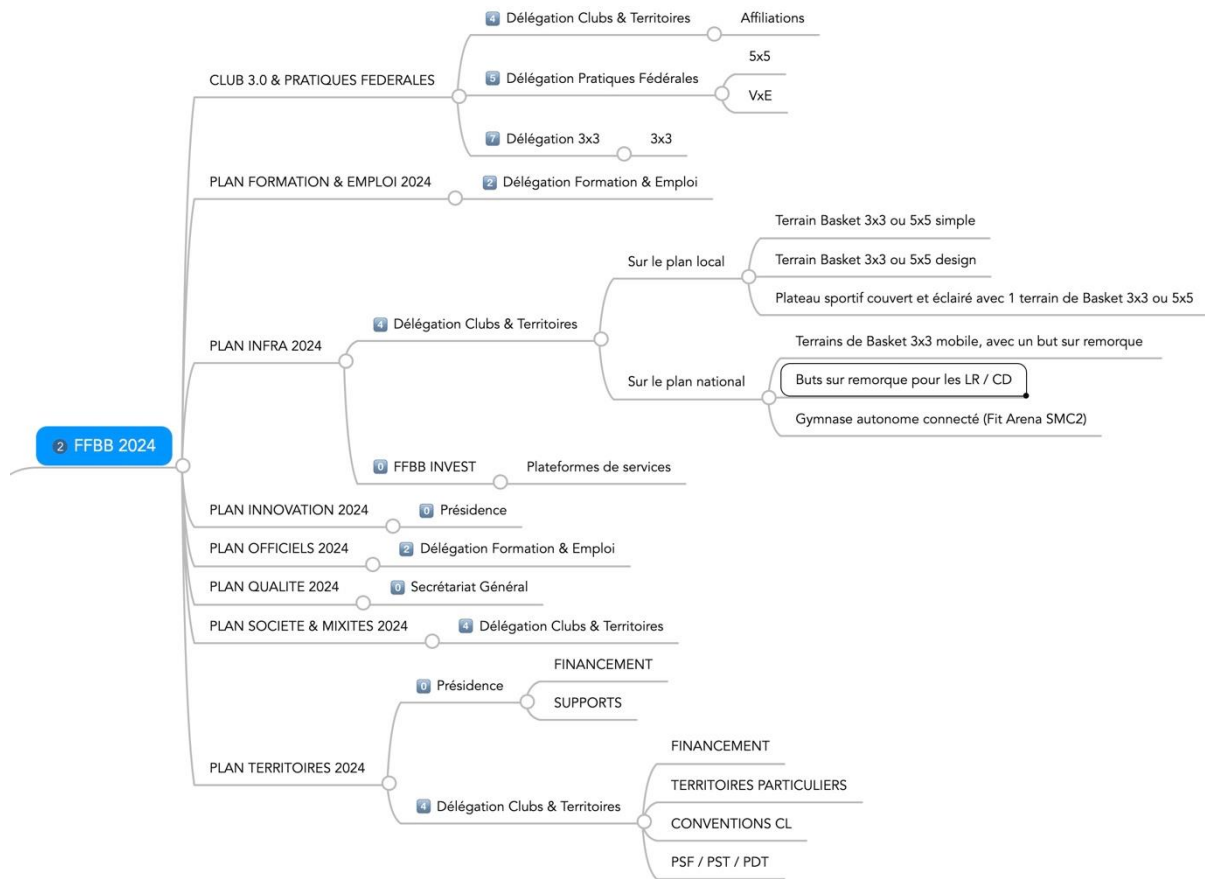 4 Délégation Clubs & Territoires
Affiliations
5x5
CLUB 3.0 & PRATIQUES FEDERALES
5 Délégation Pratiques Fédérales
VxE
7 Délégation 3x3
3x3
PLAN FORMATION & EMPLOI 2024
2 Délégation Formation & Emploi
Terrain Basket 3x3 ou 5x5 simple
Sur le plan local
Terrain Basket 3x3 ou 5x5 design
Plateau sportif couvert et éclairé avec 1 terrain de Basket 3x3 ou 5x5
4 Délégation Clubs & Territoires
PLAN INFRA 2024
Terrains de Basket 3x3 mobile, avec un but sur remorque
Sur le plan national
Buts sur remorque pour les LR / CD
Gymnase autonome connecté (Fit Arena SMC2)
2 FFBB 2024
0 FFBB INVEST
Plateformes de services
PLAN INNOVATION 2024
0 Présidence
PLAN OFFICIELS 2024
2 Délégation Formation & Emploi
PLAN QUALITE 2024
0 Secrétariat Général
PLAN SOCIETE & MIXITES 2024
4 Délégation Clubs & Territoires
FINANCEMENT
0 Présidence
SUPPORTS
PLAN TERRITOIRES 2024
FINANCEMENT
TERRITOIRES PARTICULIERS
4 Délégation Clubs & Territoires
CONVENTIONS CL
PSF / PST / PDT